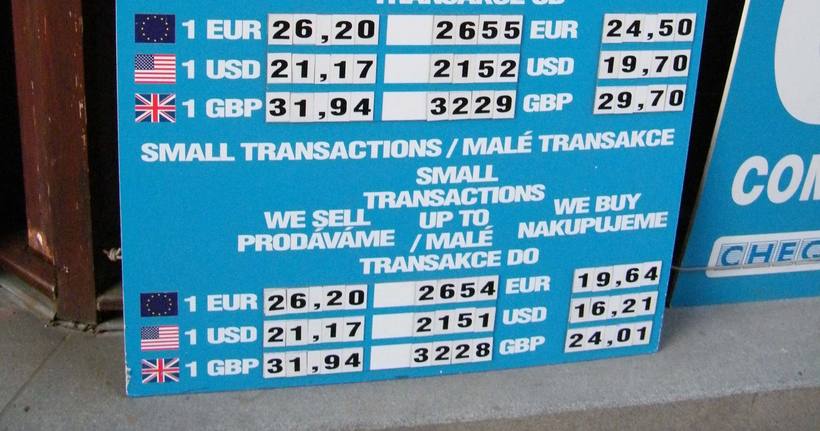 1 EUR 26,20 2655 EUR 24,50
1 USD 21,17 2152 USD 19,70
1 GBP 31,94 3229 GBP 29,70
SMALL TRANSACTIONS / MALÉ TRANSAKCE
SMALL
TRANSACTIONS
WE SELL UP TO WE BUY
PRODÁVÁME / MALÉ NAKUPUJEME
TRANSAKCE DO
1 EUR 26,20 2654 EUR 19,64
1 USD 21,17 2151 USD 16,21
1 GBP 31,94 3228 GBP 24,01